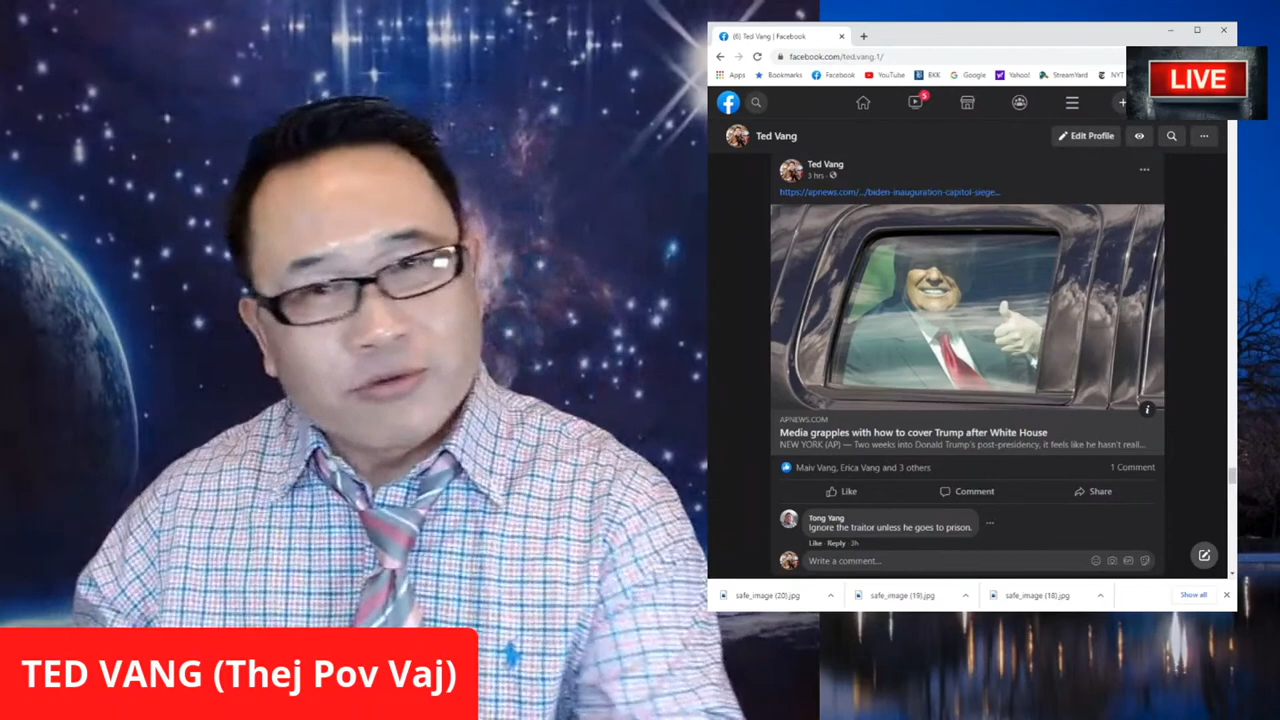 (6) Ted Vang | Facebook
facebook.com/ted.vang.1/
Apps Bookmarks Facebook YouTube BKK Google Yahoo! StreamYard NYT
LIVE
5
Ted Vang
Edit Profile
Ted Vang
3 hrs ·
https://apnews.com/.../biden-inauguration-capitol-siege...
APNEWS.COM
Media grapples with how to cover Trump after White House
NEW YORK (AP) — Two weeks into Donald Trump's post-presidency, it feels like he hasn't reall...
Maiv Vang, Erica Vang and 3 others 1 Comment
Like Comment Share
Tong Yang
Ignore the traitor unless he goes to prison.
Like · Reply · 3h
Write a comment...
safe_image (20).jpg safe_image (19).jpg safe_image (18).jpg Show all
TED VANG (Thej Pov Vaj)